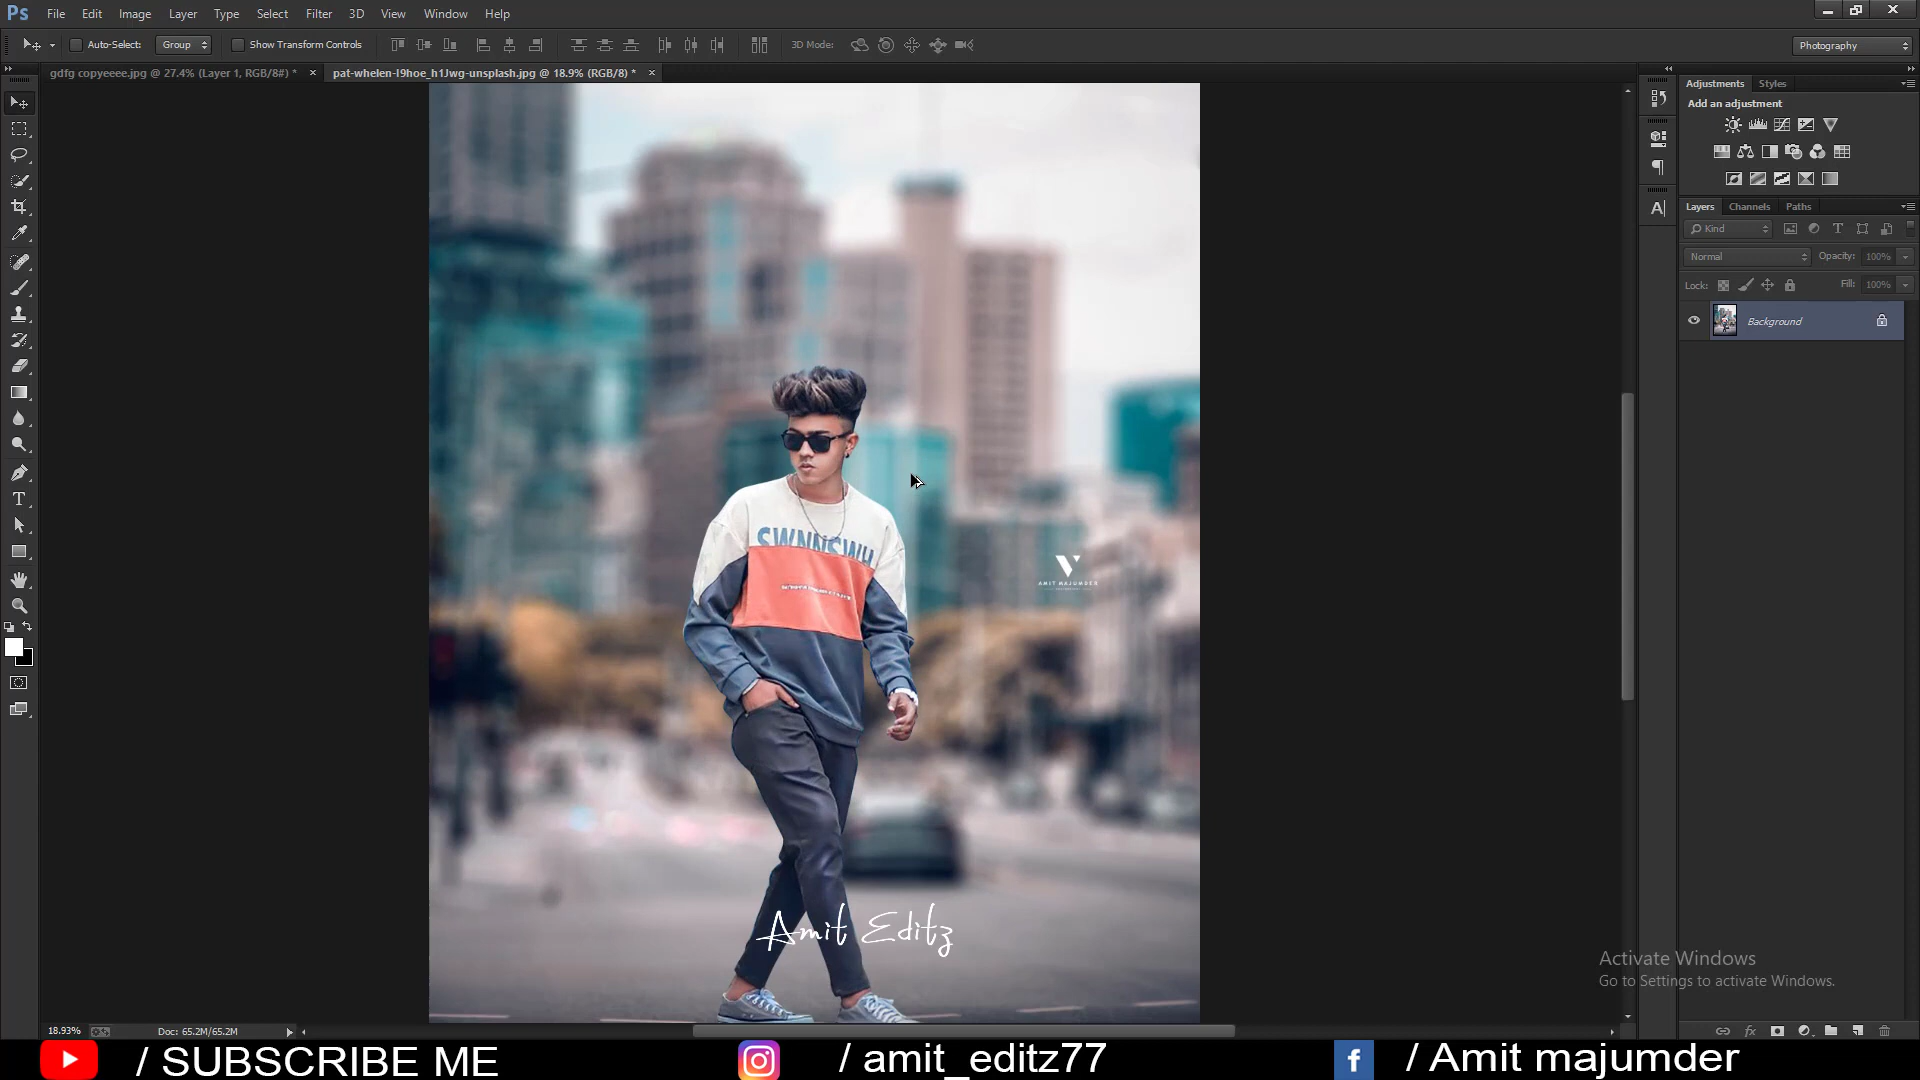 Ps File Edit Image Layer Type Select Filter 3D View Window Help
Auto-Select: Group Show Transform Controls 3D Mode: Photography
gdfg copyeeee.jpg @ 27.4% (Layer 1, RGB/8#) * × pat-whelen-I9hoe_h1Jwg-unsplash.jpg @ 18.9% (RGB/8) * ×
Adjustments Styles
Add an adjustment
Layers Channels Paths
Kind
Normal Opacity: 100%
Lock: Fill: 100%
Background
SWNNSWH
AMIT MAJUMDER
Amit Editz
Activate Windows
Go to Settings to activate Windows.
18.93% Doc: 65.2M/65.2M
/ SUBSCRIBE ME / amit_editz77 / Amit majumder